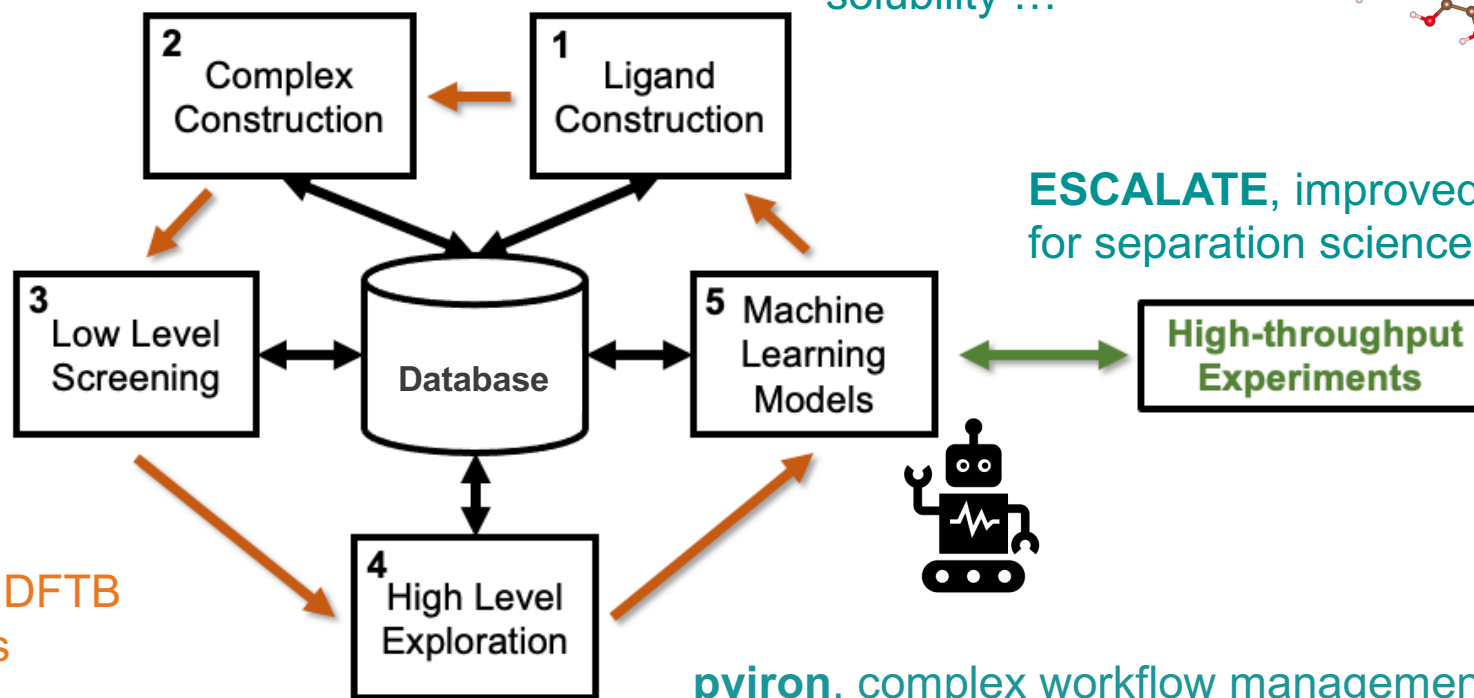 solubility ...
2
Complex
Construction
1
Ligand
Construction
ESCALATE, improved
for separation science
3
Low Level
Screening
Database
5
Machine
Learning
Models
High-throughput
Experiments
DFTB
s
4
High Level
Exploration
pyiron, complex workflow management